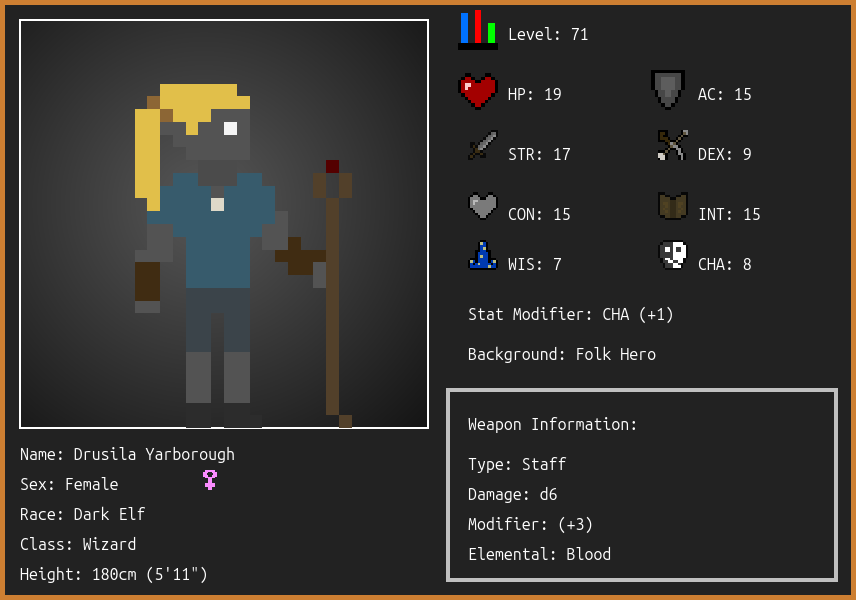 Level: 71
HP: 19
AC: 15
STR: 17
DEX: 9
CON: 15
INT: 15
WIS: 7
CHA: 8
Stat Modifier: CHA (+1)
Background: Folk Hero
Weapon Information:
Type: Staff
Damage: d6
Modifier: (+3)
Elemental: Blood
Name: Drusila Yarborough
Sex: Female
Race: Dark Elf
Class: Wizard
Height: 180cm (5'11")